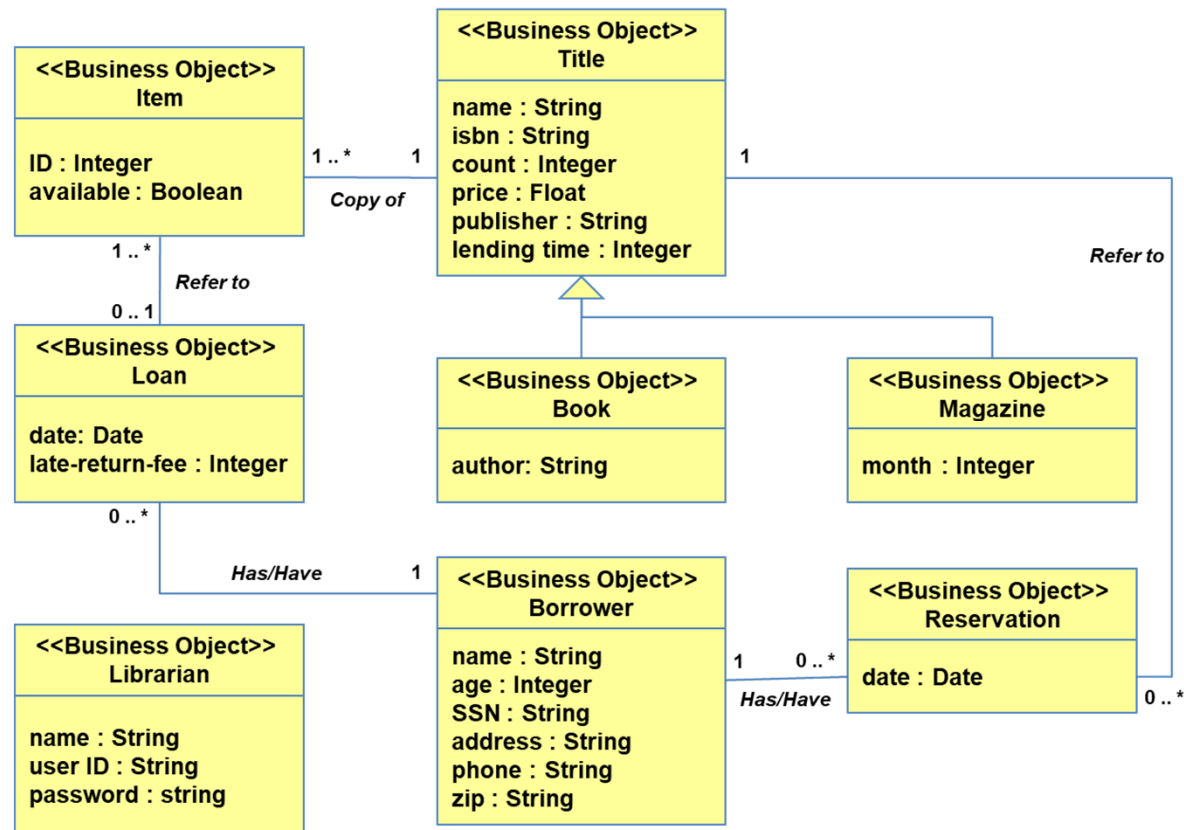 <<Business Object>>
Item
ID : Integer
available : Boolean
1 .. *
1
Copy of
<<Business Object>>
Title
name : String
isbn : String
count : Integer
price : Float
publisher : String
lending time : Integer
1
Refer to
1 .. *
Refer to
0 .. 1
<<Business Object>>
Loan
date: Date
late-return-fee : Integer
<<Business Object>>
Book
author: String
<<Business Object>>
Magazine
month : Integer
0 .. *
Has/Have
1
<<Business Object>>
Librarian
name : String
user ID : String
password : string
<<Business Object>>
Borrower
name : String
age : Integer
SSN : String
address : String
phone : String
zip : String
1
0 .. *
Has/Have
<<Business Object>>
Reservation
date : Date
0 .. *